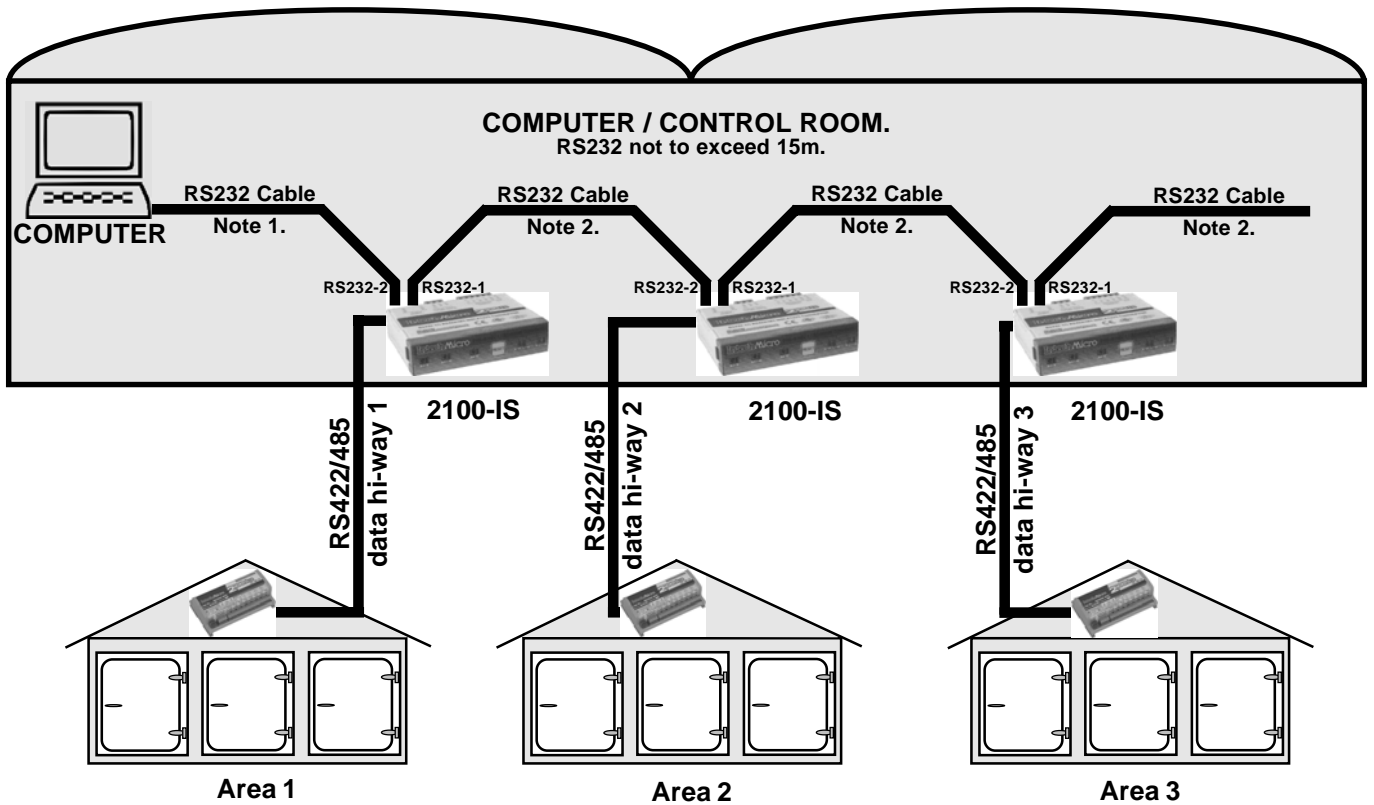 COMPUTER / CONTROL ROOM.
RS232 not to exceed 15m.
COMPUTER
RS232 Cable
Note 1.
RS232 Cable
Note 2.
RS232 Cable
Note 2.
RS232 Cable
Note 2.
RS232-2
RS232-1
RS232-2
RS232-1
RS232-2
RS232-1
2100-IS
2100-IS
2100-IS
RS422/485
data hi-way 1
RS422/485
data hi-way 2
RS422/485
data hi-way 3
Area 1
Area 2
Area 3